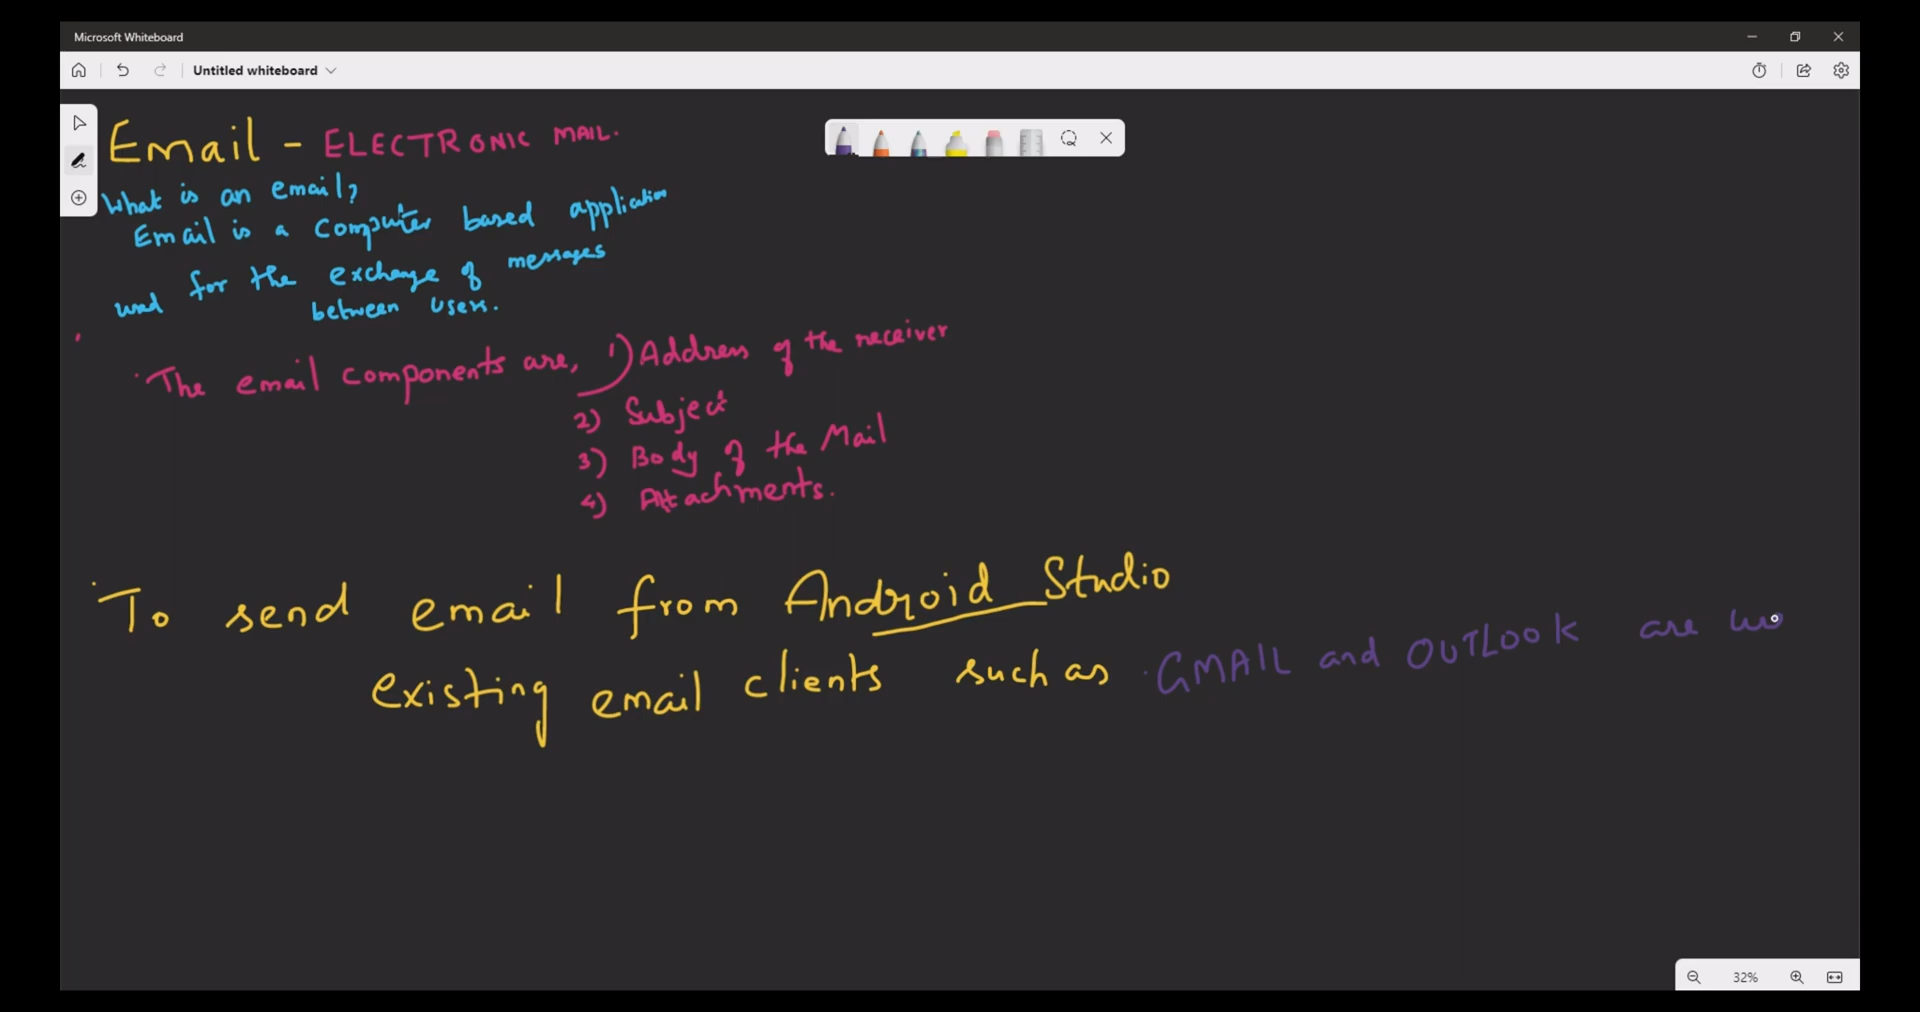 Microsoft Whiteboard
Untitled whiteboard
Email - ELECTRONIC MAIL.
What is an email?
Email is a computer based application
used for the exchange of messages
between users.
The email components are, 1) Address of the receiver
2) Subject
3) Body of the Mail
4) Attachments.
To send email from Android Studio
existing email clients such as GMAIL and OUTLOOK are
32%